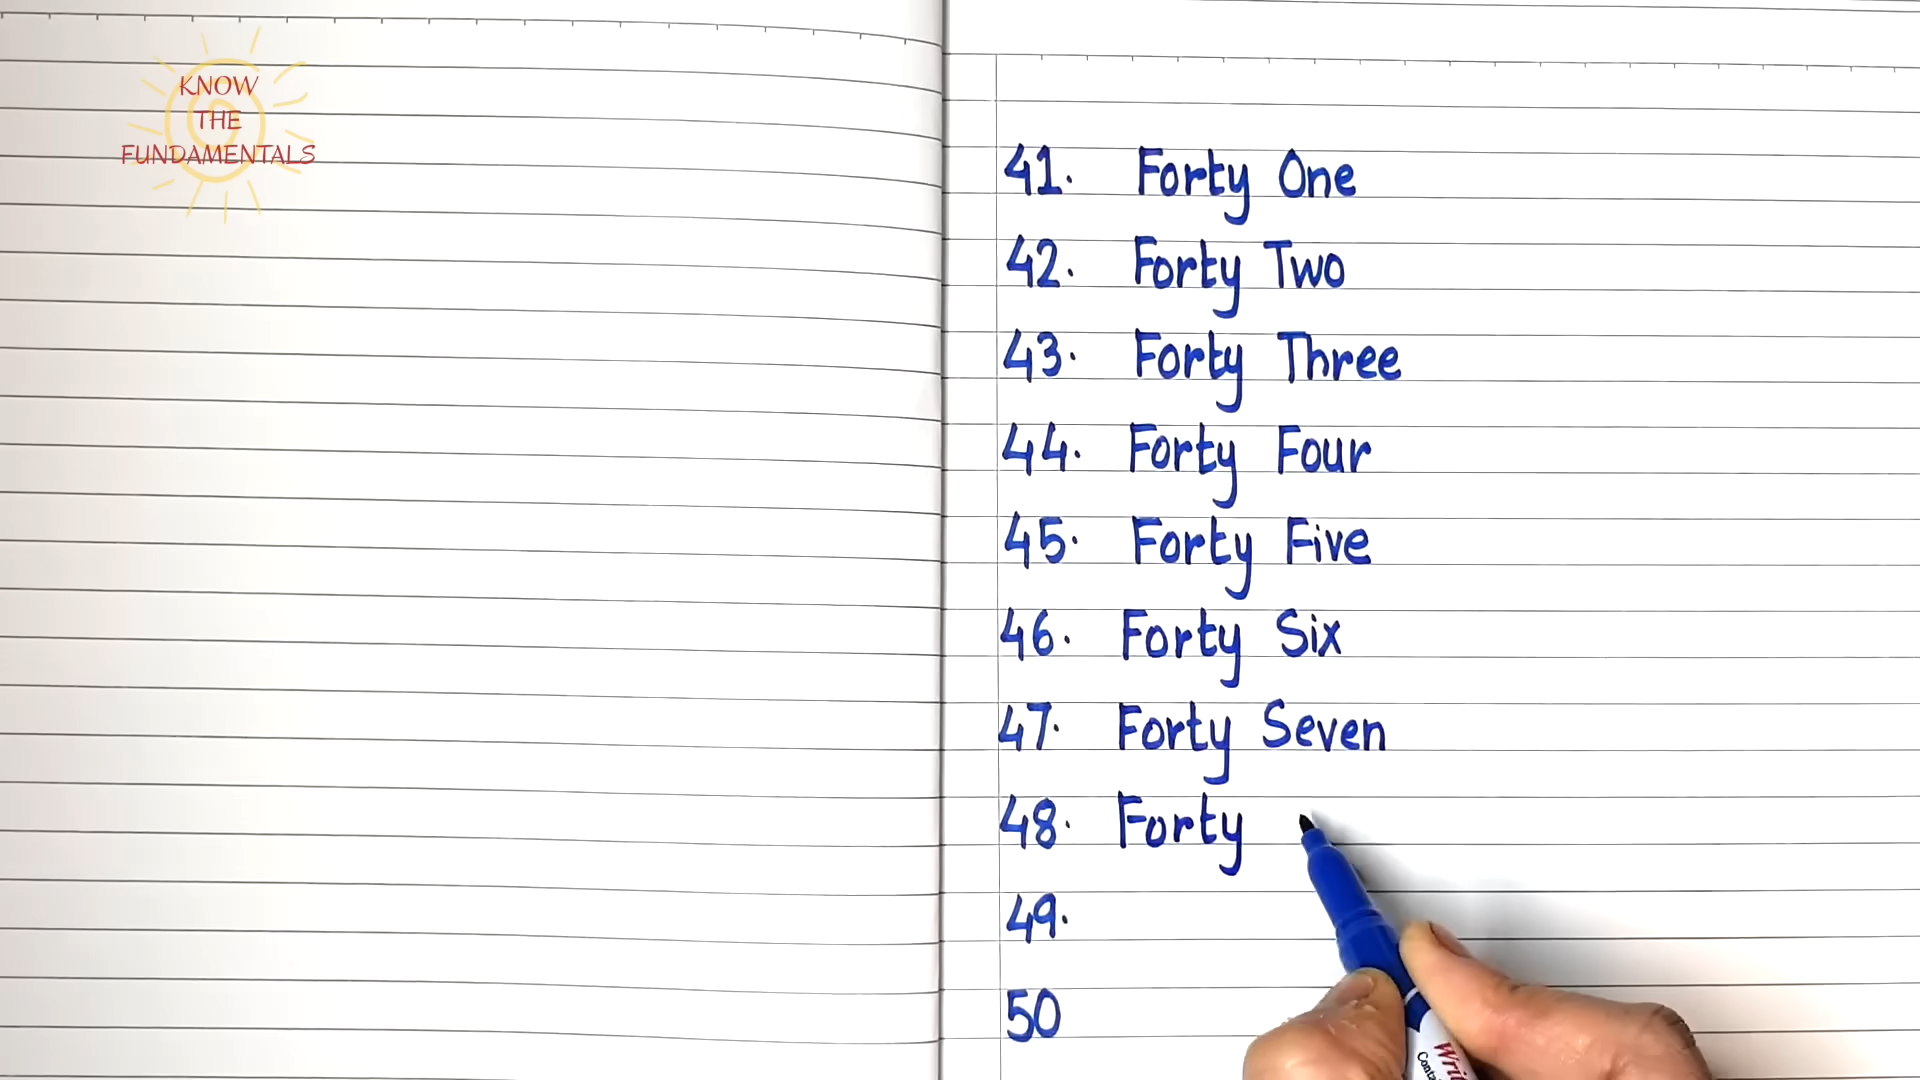 KNOW
THE
FUNDAMENTALS
41. Forty One
42. Forty Two
43. Forty Three
44. Forty Four
45. Forty Five
46. Forty Six
47. Forty Seven
48. Forty
49.
50